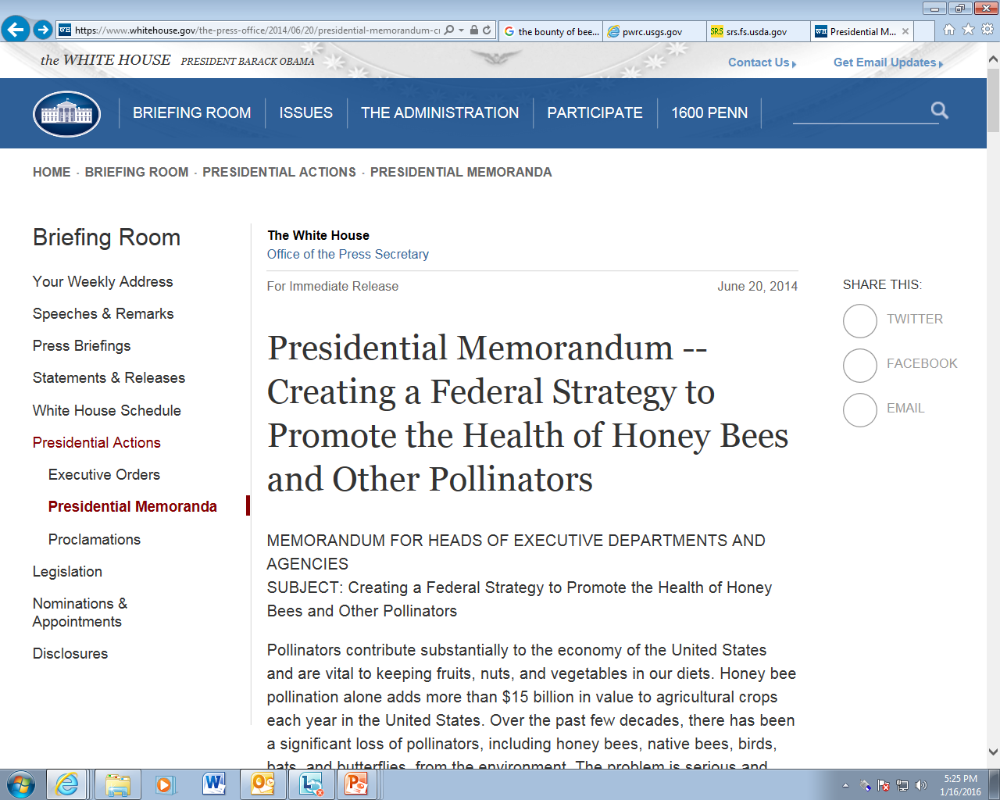 https://www.whitehouse.gov/the-press-office/2014/06/20/presidential-memorandum-cr
the bounty of bee...
pwrc.usgs.gov
SRS srs.fs.usda.gov
WH Presidential M...
the WHITE HOUSE PRESIDENT BARACK OBAMA
Contact Us
Get Email Updates
BRIEFING ROOM
ISSUES
THE ADMINISTRATION
PARTICIPATE
1600 PENN
HOME · BRIEFING ROOM · PRESIDENTIAL ACTIONS · PRESIDENTIAL MEMORANDA
Briefing Room
Your Weekly Address
Speeches & Remarks
Press Briefings
Statements & Releases
White House Schedule
Presidential Actions
Executive Orders
Presidential Memoranda
Proclamations
Legislation
Nominations &
Appointments
Disclosures
The White House
Office of the Press Secretary
For Immediate Release
June 20, 2014
Presidential Memorandum --
Creating a Federal Strategy to
Promote the Health of Honey Bees
and Other Pollinators
MEMORANDUM FOR HEADS OF EXECUTIVE DEPARTMENTS AND
AGENCIES
SUBJECT: Creating a Federal Strategy to Promote the Health of Honey
Bees and Other Pollinators
Pollinators contribute substantially to the economy of the United States
and are vital to keeping fruits, nuts, and vegetables in our diets. Honey bee
pollination alone adds more than $15 billion in value to agricultural crops
each year in the United States. Over the past few decades, there has been
a significant loss of pollinators, including honey bees, native bees, birds,
bats, and butterflies, from the environment. The problem is serious and
SHARE THIS:
TWITTER
FACEBOOK
EMAIL
5:25 PM
1/16/2016